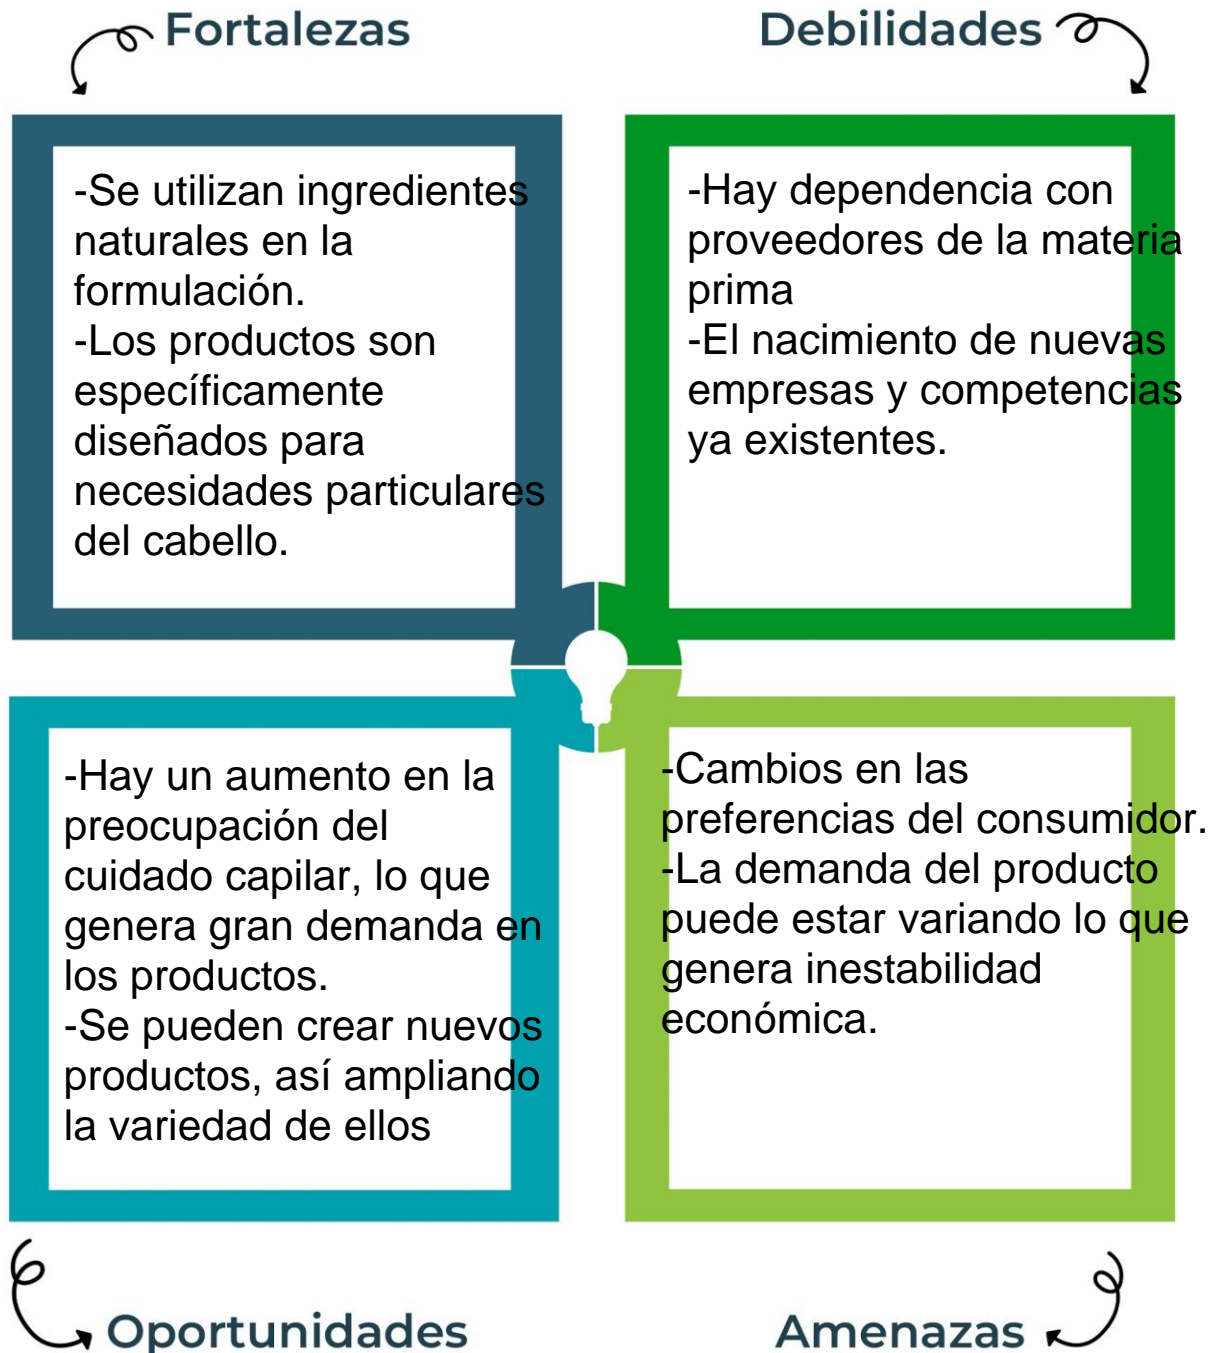 Fortalezas
-Se utilizan ingredientes
naturales en la
formulación.
-Los productos son
específicamente
diseñados para
necesidades particulares
del cabello.
Debilidades
-Hay dependencia con
proveedores de la materia
prima
-El nacimiento de nuevas
empresas y competencias
ya existentes.
-Hay un aumento en la
preocupación del
cuidado capilar, lo que
genera gran demanda en
los productos.
-Se pueden crear nuevos
productos, así ampliando
la variedad de ellos
Oportunidades
-Cambios en las
preferencias del consumidor.
-La demanda del producto
puede estar variando lo que
genera inestabilidad
económica.
Amenazas